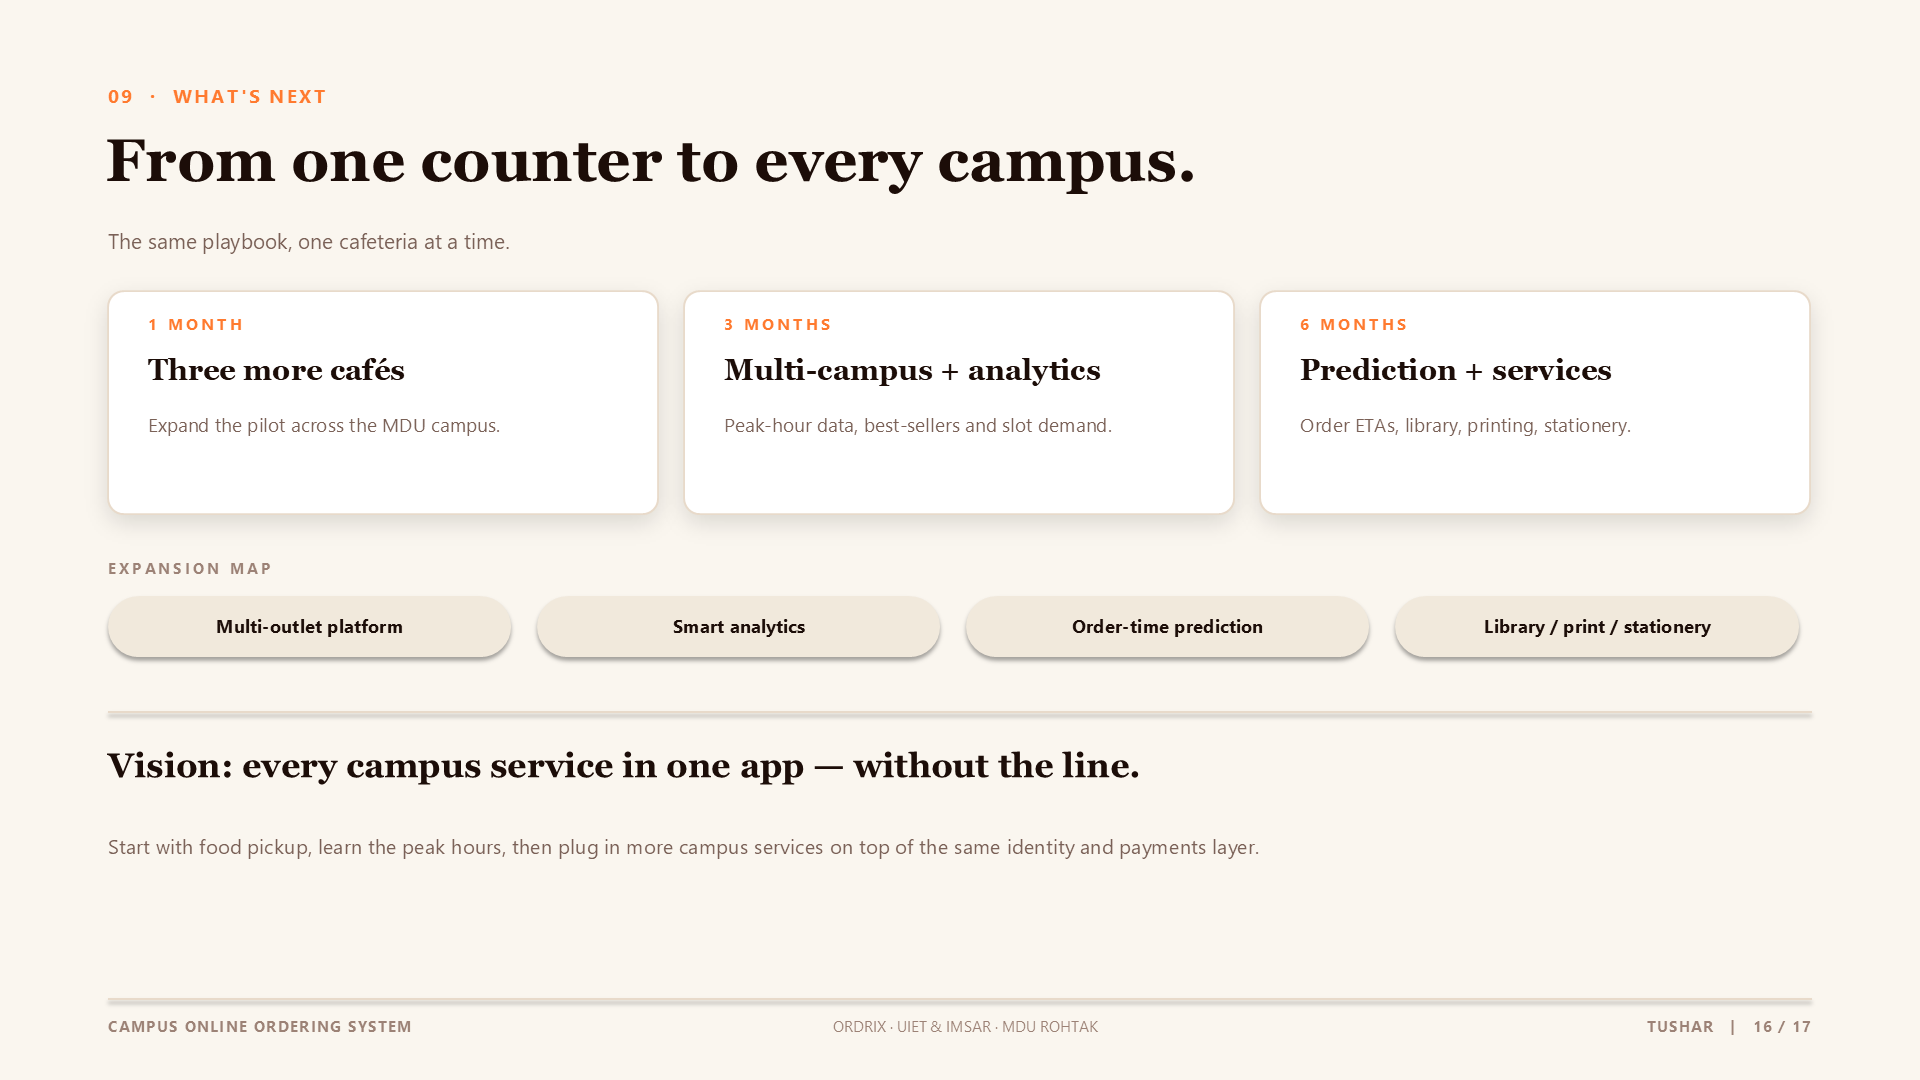 09 · WHAT'S NEXT
From one counter to every campus.
The same playbook, one cafeteria at a time.
1 MONTH
Three more cafés
Expand the pilot across the MDU campus.
3 MONTHS
Multi-campus + analytics
Peak-hour data, best-sellers and slot demand.
6 MONTHS
Prediction + services
Order ETAs, library, printing, stationery.
EXPANSION MAP
Multi-outlet platform
Smart analytics
Order-time prediction
Library / print / stationery
Vision: every campus service in one app — without the line.
Start with food pickup, learn the peak hours, then plug in more campus services on top of the same identity and payments layer.
CAMPUS ONLINE ORDERING SYSTEM
ORDRIX · UIET & IMSAR · MDU ROHTAK
TUSHAR | 16 / 17